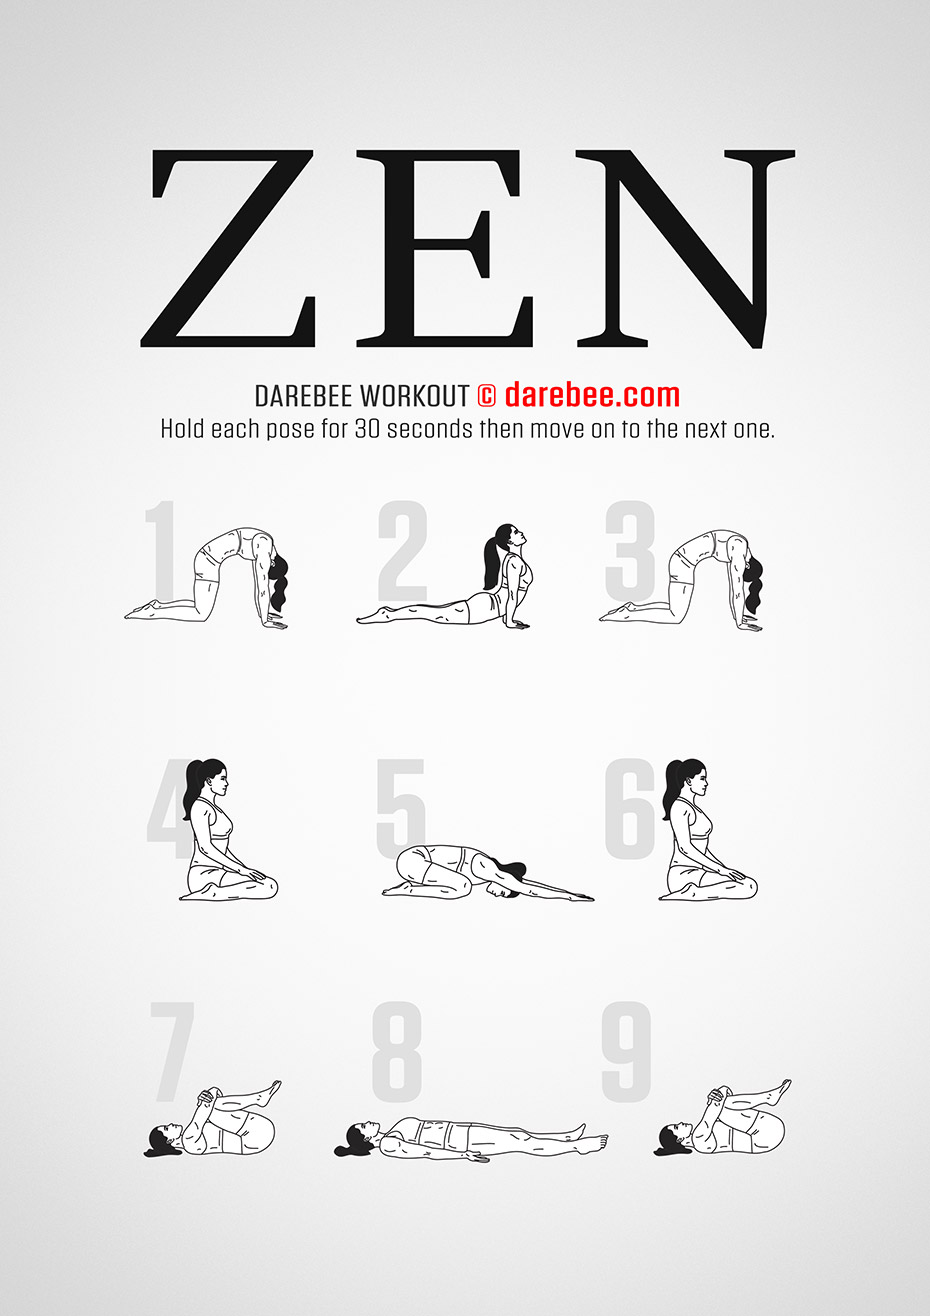 ZEN
DAREBEE WORKOUT © darebee.com
Hold each pose for 30 seconds then move on to the next one.
1 2 3
4 5 6
7 8 9